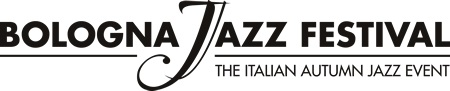 BOLOGNA JAZZ FESTIVAL
THE ITALIAN AUTUMN JAZZ EVENT